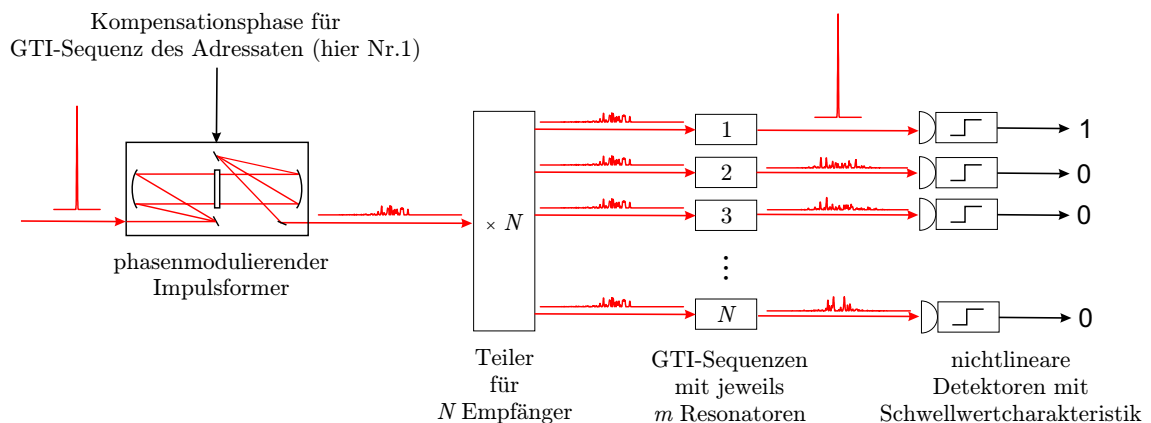 Kompensationsphase für
GTI-Sequenz des Adressaten (hier Nr.1)
phasenmodulierender
Impulsformer
× N
Teiler
für
N Empfänger
1
2
3
⋮
N
GTI-Sequenzen
mit jeweils
m Resonatoren
1
0
0
0
nichtlineare
Detektoren mit
Schwellwertcharakteristik